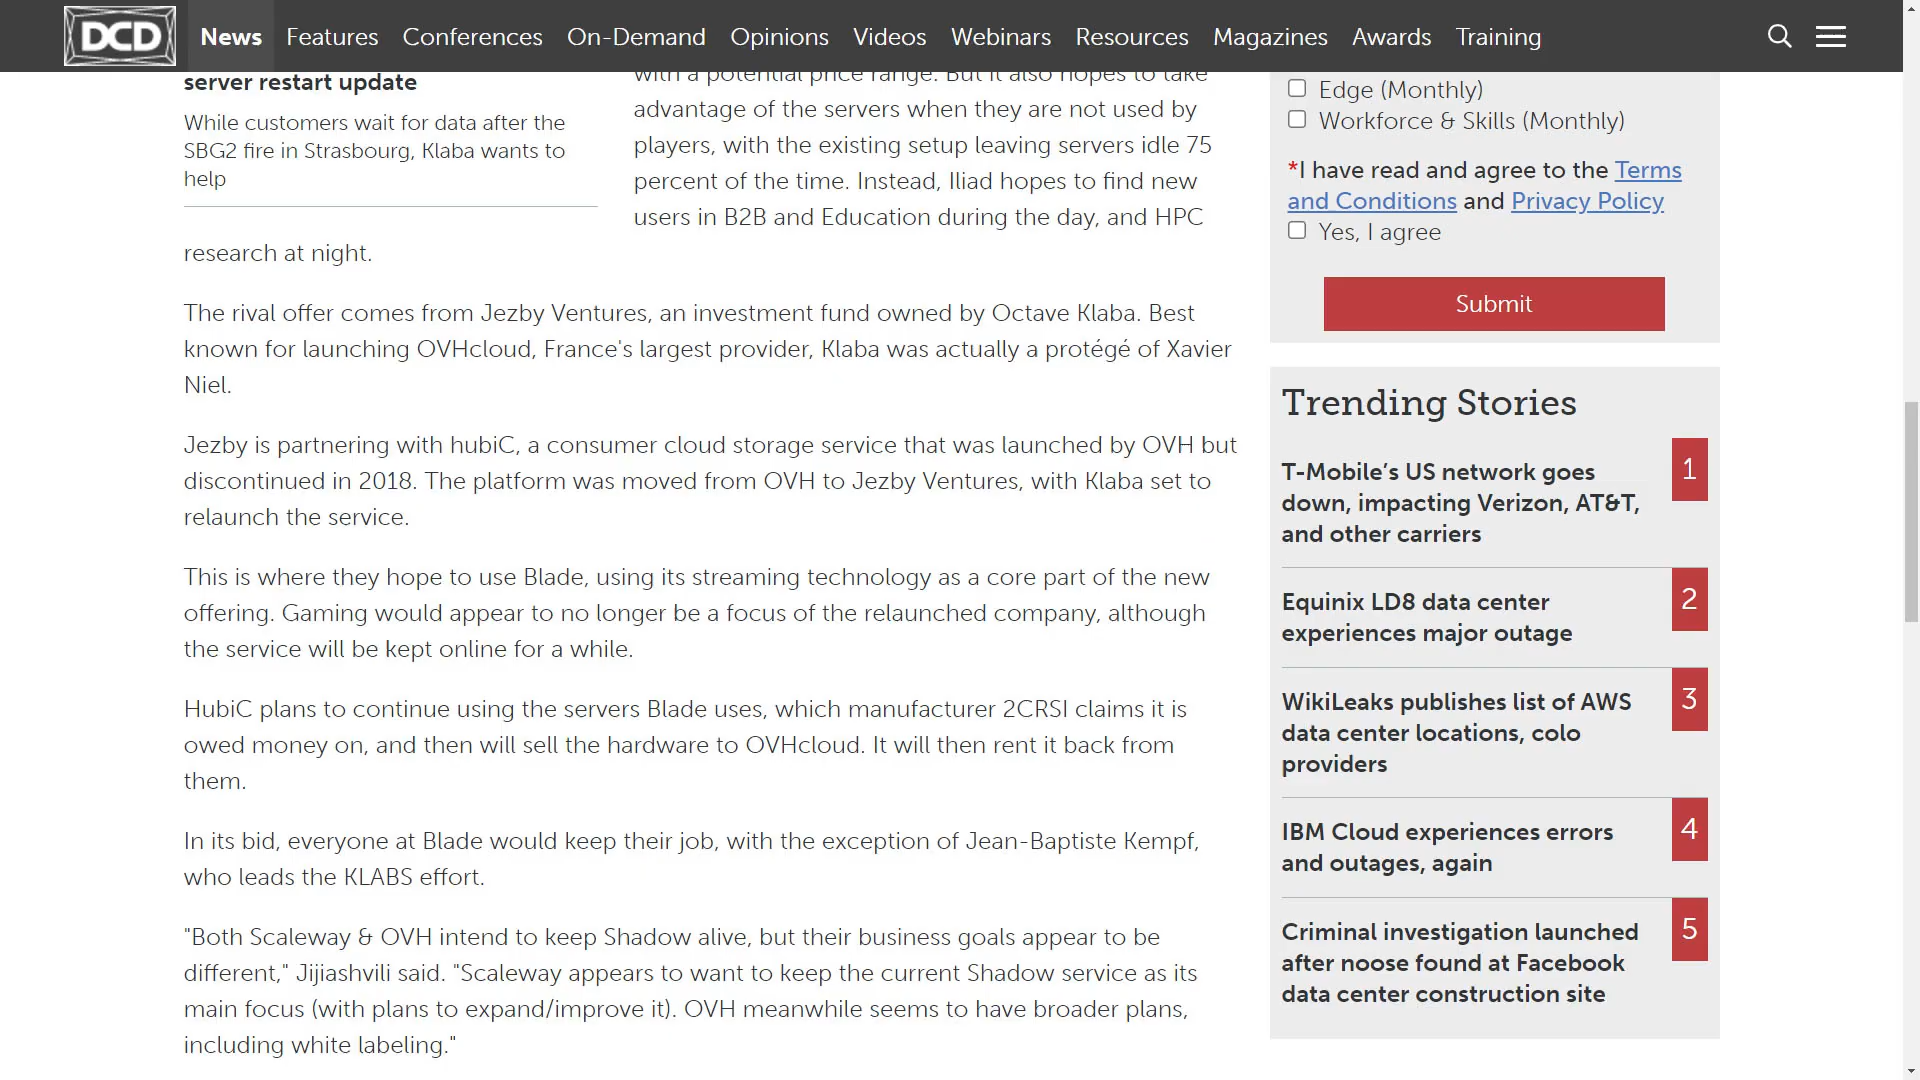 DCD
News
Features
Conferences
On-Demand
Opinions
Videos
Webinars
Resources
Magazines
Awards
Training
server restart update
While customers wait for data after the
SBG2 fire in Strasbourg, Klaba wants to
help
with a potential price range. But it also hopes to take
advantage of the servers when they are not used by
players, with the existing setup leaving servers idle 75
percent of the time. Instead, Iliad hopes to find new
users in B2B and Education during the day, and HPC
research at night.
The rival offer comes from Jezby Ventures, an investment fund owned by Octave Klaba. Best
known for launching OVHcloud, France's largest provider, Klaba was actually a protégé of Xavier
Niel.
Jezby is partnering with hubiC, a consumer cloud storage service that was launched by OVH but
discontinued in 2018. The platform was moved from OVH to Jezby Ventures, with Klaba set to
relaunch the service.
This is where they hope to use Blade, using its streaming technology as a core part of the new
offering. Gaming would appear to no longer be a focus of the relaunched company, although
the service will be kept online for a while.
HubiC plans to continue using the servers Blade uses, which manufacturer 2CRSI claims it is
owed money on, and then will sell the hardware to OVHcloud. It will then rent it back from
them.
In its bid, everyone at Blade would keep their job, with the exception of Jean-Baptiste Kempf,
who leads the KLABS effort.
"Both Scaleway & OVH intend to keep Shadow alive, but their business goals appear to be
different," Jijiashvili said. "Scaleway appears to want to keep the current Shadow service as its
main focus (with plans to expand/improve it). OVH meanwhile seems to have broader plans,
including white labeling."
Edge (Monthly)
Workforce & Skills (Monthly)
*I have read and agree to the Terms
and Conditions and Privacy Policy
Yes, I agree
Submit
Trending Stories
T-Mobile’s US network goes
down, impacting Verizon, AT&T,
and other carriers
1
Equinix LD8 data center
experiences major outage
2
WikiLeaks publishes list of AWS
data center locations, colo
providers
3
IBM Cloud experiences errors
and outages, again
4
Criminal investigation launched
after noose found at Facebook
data center construction site
5